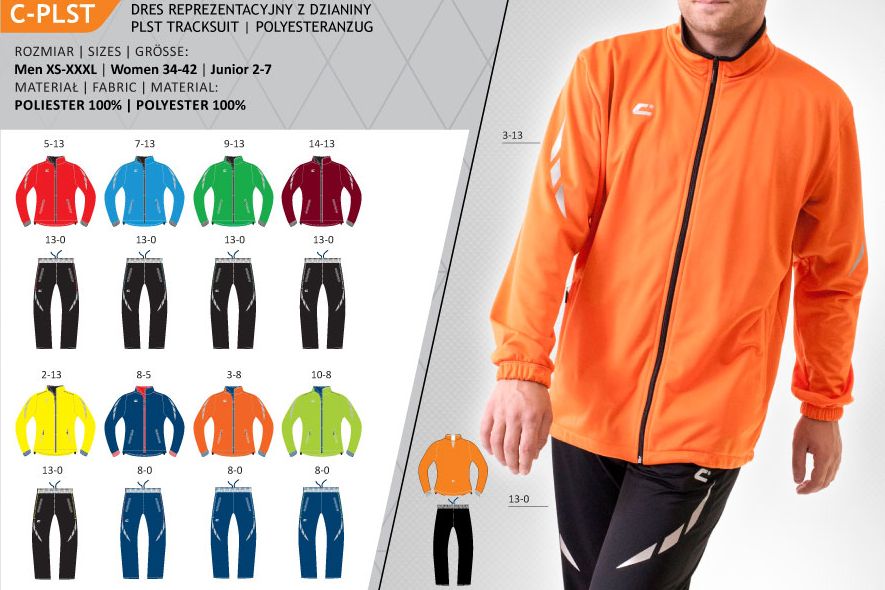 C-PLST
DRES REPREZENTACYJNY Z DZIANINY
PLST TRACKSUIT | POLYESTERANZUG
ROZMIAR | SIZES | GRÖSSE:
Men XS-XXXL | Women 34-42 | Junior 2-7
MATERIAŁ | FABRIC | MATERIAL:
POLIESTER 100% | POLYESTER 100%
5-13 7-13 9-13 14-13
13-0 13-0 13-0 13-0
2-13 8-5 3-8 10-8
13-0 8-0 8-0 8-0
3-13
13-0